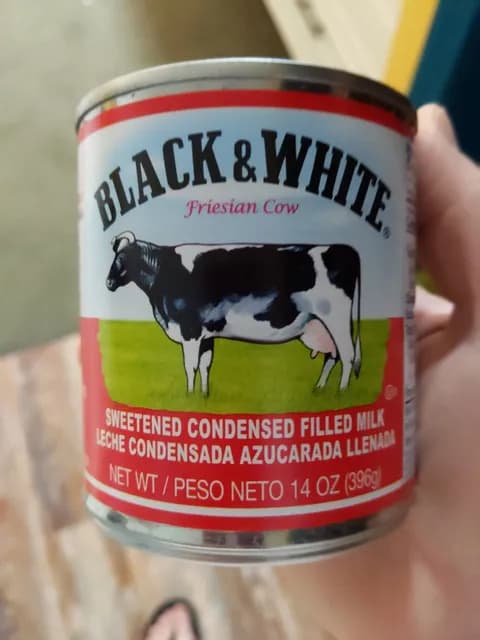 BLACK & WHITE®
Friesian Cow
SWEETENED CONDENSED FILLED MILK
LECHE CONDENSADA AZUCARADA LLENADA
NET WT / PESO NETO 14 OZ (396g)